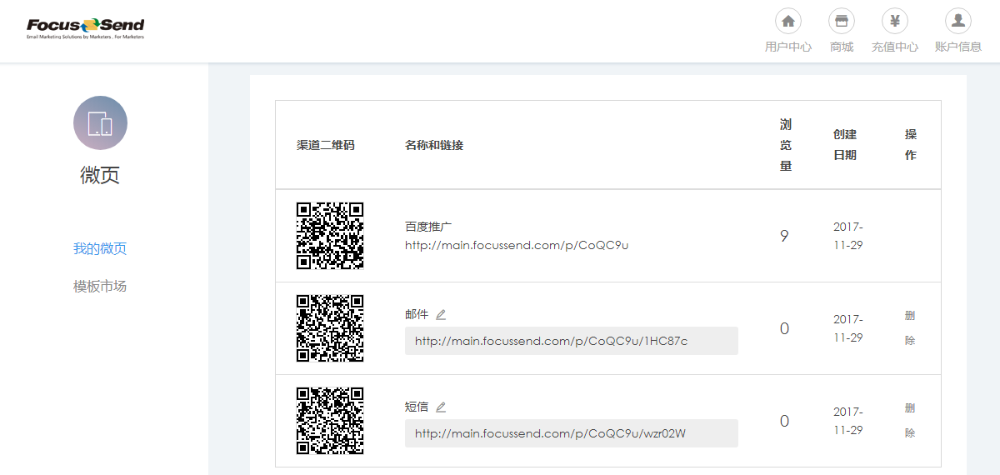 Focus Send
Email Marketing Solutions by Marketers , For Marketers
用户中心
商城
¥
充值中心
账户信息
微页
我的微页
模板市场
渠道二维码
名称和链接
浏
览
量
创建
日期
操
作
百度推广
http://main.focussend.com/p/CoQC9u
9
2017-
11-29
邮件
http://main.focussend.com/p/CoQC9u/1HC87c
0
2017-
11-29
删
除
短信
http://main.focussend.com/p/CoQC9u/wzr02W
0
2017-
11-29
删
除